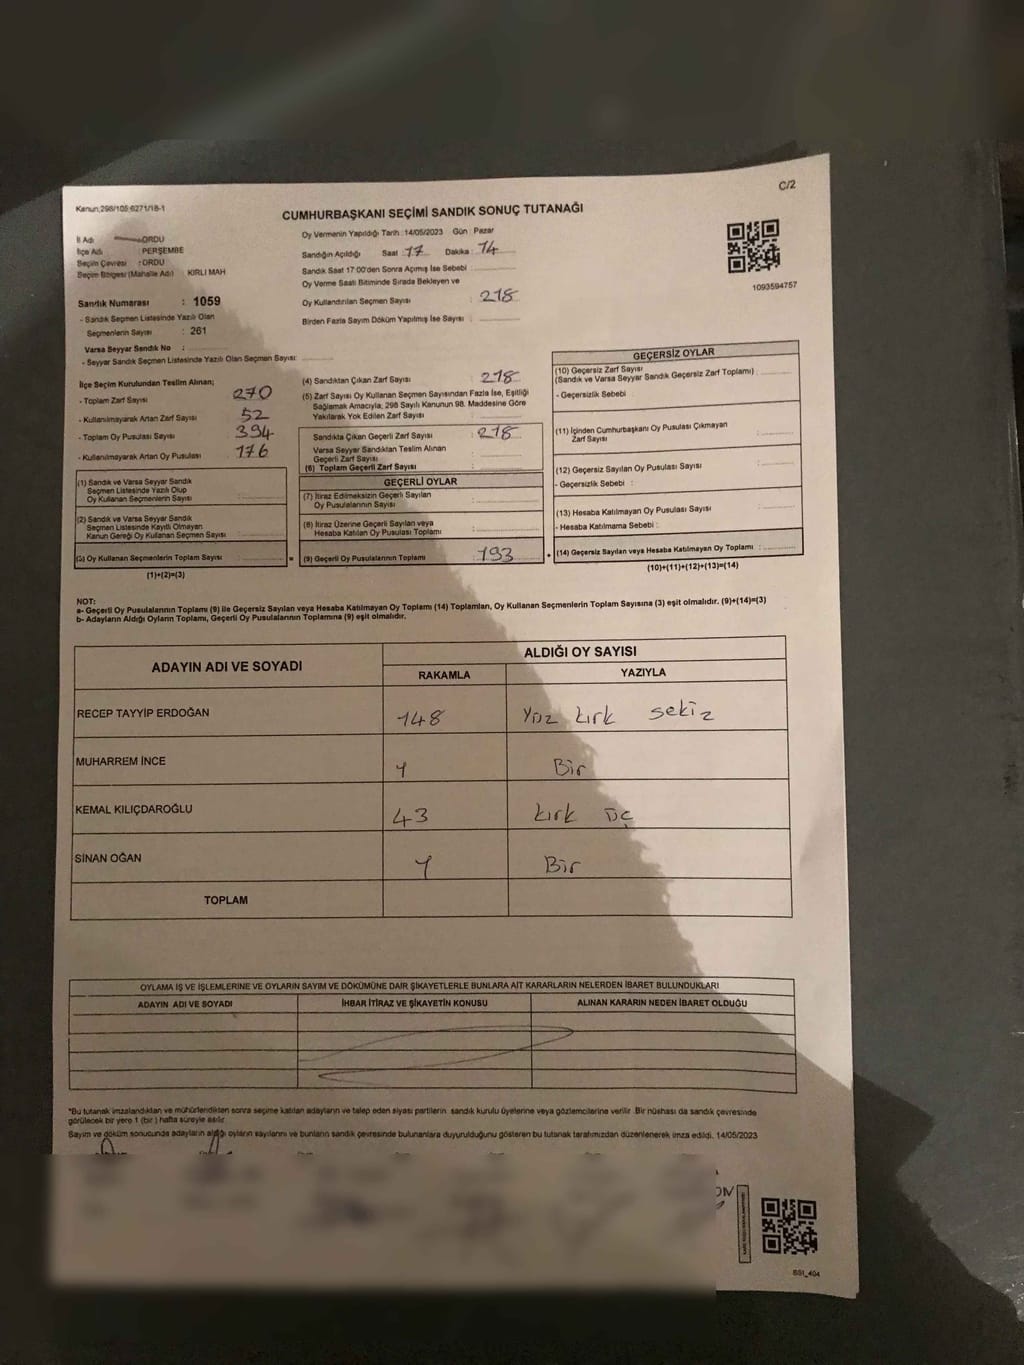 C/2
Kanun;298/105-6271/18-1
CUMHURBAŞKANI SEÇİMİ SANDIK SONUÇ TUTANAĞI
İl Adı ORDU
İlçe Adı PERŞEMBE
Seçim Çevresi : ORDU
Seçim Bölgesi (Mahalle Adı) KIRLI MAH
Sandık Numarası : 1059
- Sandık Seçmen Listesinde Yazılı Olan
Seçmenlerin Sayısı : 261
Varsa Seyyar Sandık No :
- Seyyar Sandık Seçmen Listesinde Yazılı Olan Seçmen Sayısı:
Oy Vermenin Yapıldığı Tarih :14/05/2023 Gün : Pazar
Sandığın Açıldığı Saat : 17 Dakika : 14
Sandık Saat 17:00'den Sonra Açılmış İse Sebebi :
Oy Verme Saati Bitiminde Sırada Bekleyen ve
Oy Kullandırılan Seçmen Sayısı : 218
Birden Fazla Sayım Döküm Yapılmış İse Sayısı :
1093594757
İlçe Seçim Kurulundan Teslim Alınan;
- Toplam Zarf Sayısı 270
- Kullanılmayarak Artan Zarf Sayısı 52
- Toplam Oy Pusulası Sayısı 394
- Kullanılmayarak Artan Oy Pusulası 176
(1) Sandık ve Varsa Seyyar Sandık
Seçmen Listesinde Yazılı Olup
Oy Kullanan Seçmenlerin Sayısı :
(2) Sandık ve Varsa Seyyar Sandık
Seçmen Listesinde Kayıtlı Olmayan
Kanun Gereği Oy Kullanan Seçmen Sayısı :
(3) Oy Kullanan Seçmenlerin Toplam Sayısı :
(1)+(2)=(3)
(4) Sandıktan Çıkan Zarf Sayısı : 218
(5) Zarf Sayısı Oy Kullanan Seçmen Sayısından Fazla İse, Eşitliği
Sağlamak Amacıyla; 298 Sayılı Kanunun 98. Maddesine Göre
Yakılarak Yok Edilen Zarf Sayısı :
Sandıkta Çıkan Geçerli Zarf Sayısı : 218
Varsa Seyyar Sandıktan Teslim Alınan
Geçerli Zarf Sayısı :
(6) Toplam Geçerli Zarf Sayısı :
GEÇERLİ OYLAR
(7) İtiraz Edilmeksizin Geçerli Sayılan
Oy Pusulasının Sayısı :
(8) İtiraz Üzerine Geçerli Sayılan veya
Hesaba Katılan Oy Pusulası Toplamı :
= (9) Geçerli Oy Pusulalarının Toplamı : 193 +
GEÇERSİZ OYLAR
(10) Geçersiz Zarf Sayısı
(Sandık ve Varsa Seyyar Sandık Geçersiz Zarf Toplamı) :
- Geçersizlik Sebebi :
(11) İçinden Cumhurbaşkanı Oy Pusulası Çıkmayan
Zarf Sayısı :
(12) Geçersiz Sayılan Oy Pusulası Sayısı :
- Geçersizlik Sebebi :
(13) Hesaba Katılmayan Oy Pusulası Sayısı :
- Hesaba Katılmama Sebebi :
(14) Geçersiz Sayılan veya Hesaba Katılmayan Oy Toplamı :
(10)+(11)+(12)+(13)=(14)
NOT:
a- Geçerli Oy Pusulalarının Toplamı (9) ile Geçersiz Sayılan veya Hesaba Katılmayan Oy Toplamı (14) Toplamları, Oy Kullanan Seçmenlerin Toplam Sayısına (3) eşit olmalıdır. (9)+(14)=(3)
b- Adayların Aldığı Oyların Toplamı, Geçerli Oy Pusulalarının Toplamına (9) eşit olmalıdır.
ADAYIN ADI VE SOYADI ALDIĞI OY SAYISI
RAKAMLA YAZIYLA
RECEP TAYYİP ERDOĞAN 148 Yüz kırk sekiz
MUHARREM İNCE 1 Bir
KEMAL KILIÇDAROĞLU 43 kırk üç
SİNAN OĞAN 1 Bir
TOPLAM
OYLAMA İŞ VE İŞLEMLERİNE VE OYLARIN SAYIM VE DÖKÜMÜNE DAİR ŞİKAYETLERLE BUNLARA AİT KARARLARIN NELERDEN İBARET BULUNDUKLARI
ADAYIN ADI VE SOYADI İHBAR İTİRAZ VE ŞİKAYETİN KONUSU ALINAN KARARIN NEDEN İBARET OLDUĞU
*Bu tutanak imzalandıktan ve mühürlendikten sonra seçime katılan adayların ve talep eden siyasi partilerin sandık kurulu üyelerine veya gözlemcilerine verilir. Bir nüshası da sandık çevresinde
görülecek bir yere 1 (bir) hafta süreyle asılır.
Sayım ve döküm sonucunda adayların aldığı oyların sayılarını ve bunların sandık çevresinde bulunanlara duyurulduğunu gösteren bu tutanak tarafımızdan düzenlenerek imza edildi. 14/05/2023
SSI_404